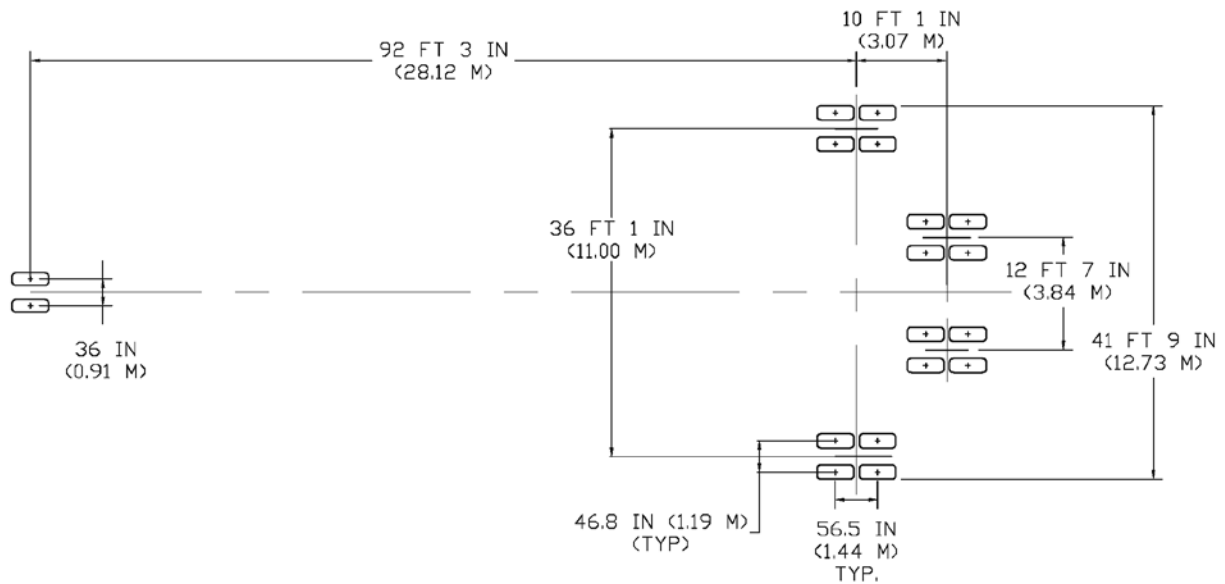 10 FT 1 IN
(3.07 M)
92 FT 3 IN
(28.12 M)
36 FT 1 IN
(11.00 M)
12 FT 7 IN
(3.84 M)
36 IN
(0.91 M)
41 FT 9 IN
(12.73 M)
46.8 IN (1.19 M)
(TYP)
56.5 IN
(1.44 M)
TYP.